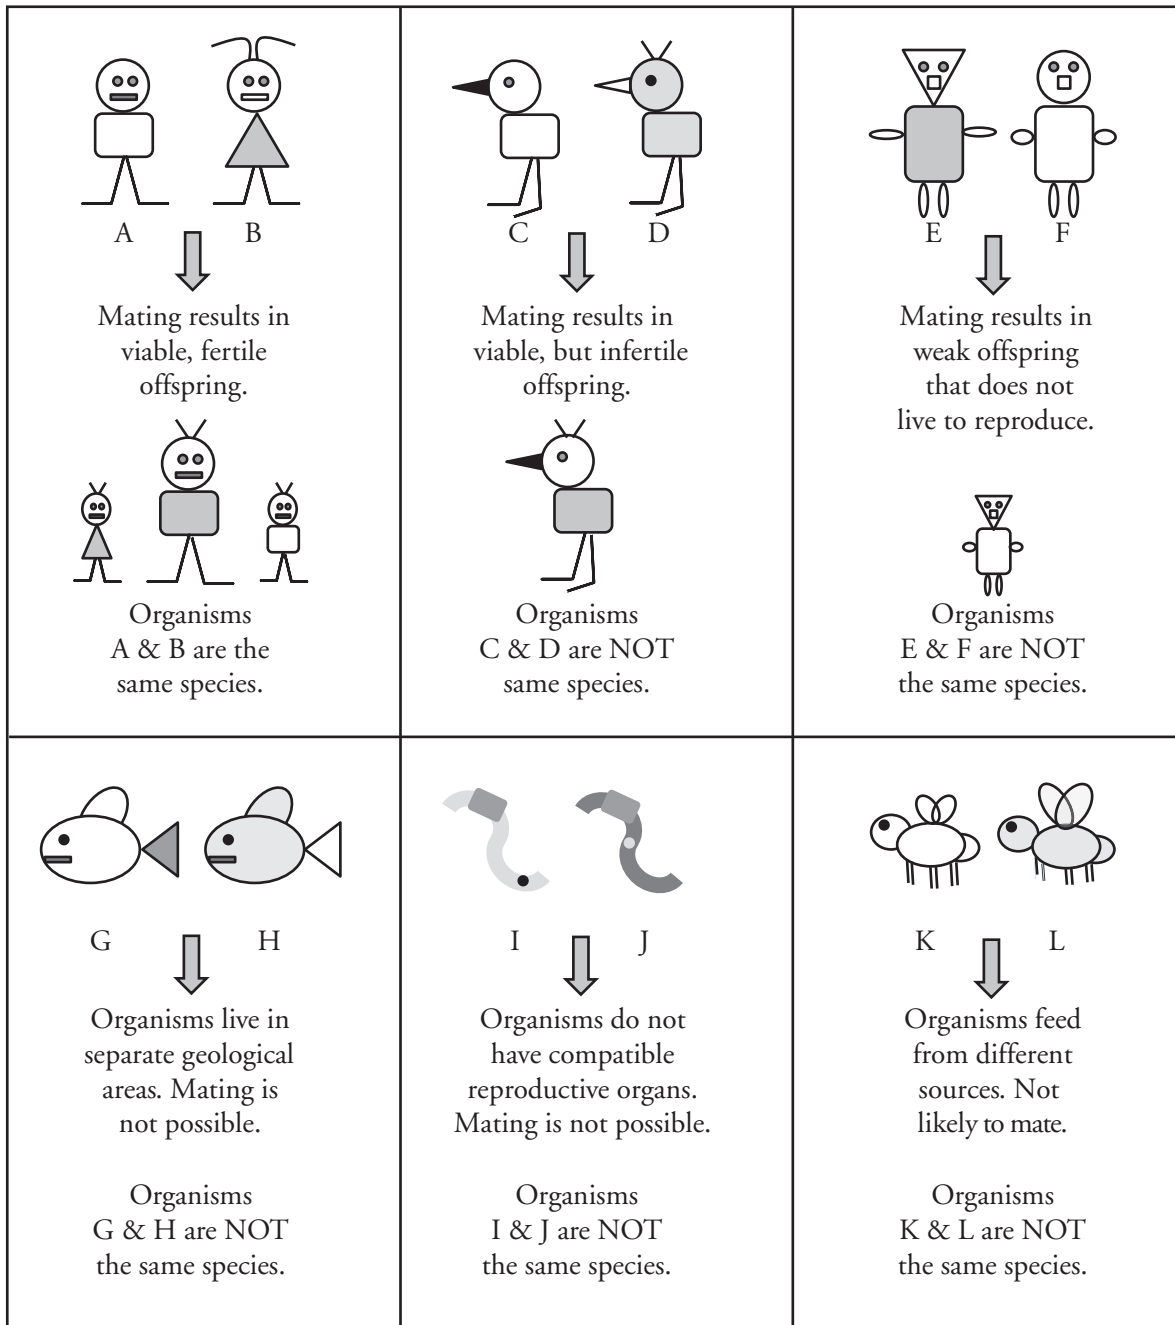 A B
Mating results in
viable, fertile
offspring.
Organisms
A & B are the
same species.
C D
Mating results in
viable, but infertile
offspring.
Organisms
C & D are NOT
same species.
E F
Mating results in
weak offspring
that does not
live to reproduce.
Organisms
E & F are NOT
the same species.
G H
Organisms live in
separate geological
areas. Mating is
not possible.
Organisms
G & H are NOT
the same species.
I J
Organisms do not
have compatible
reproductive organs.
Mating is not possible.
Organisms
I & J are NOT
the same species.
K L
Organisms feed
from different
sources. Not
likely to mate.
Organisms
K & L are NOT
the same species.